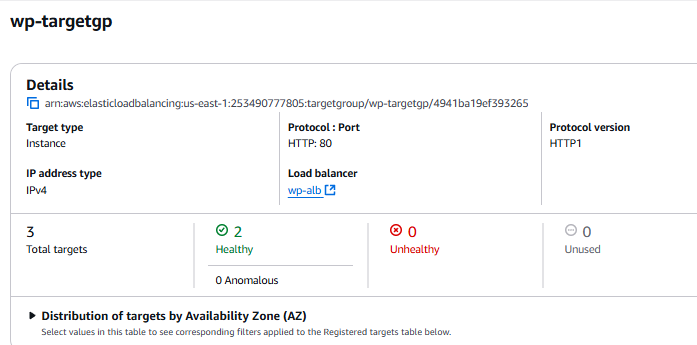 wp-targetgp
Details
arn:aws:elasticloadbalancing:us-east-1:253490777805:targetgroup/wp-targetgp/4941ba19ef393265
Target type
Instance
Protocol : Port
HTTP: 80
Protocol version
HTTP1
IP address type
IPv4
Load balancer
wp-alb
3
Total targets
2
Healthy
0 Anomalous
0
Unhealthy
0
Unused
Distribution of targets by Availability Zone (AZ)
Select values in this table to see corresponding filters applied to the Registered targets table below.